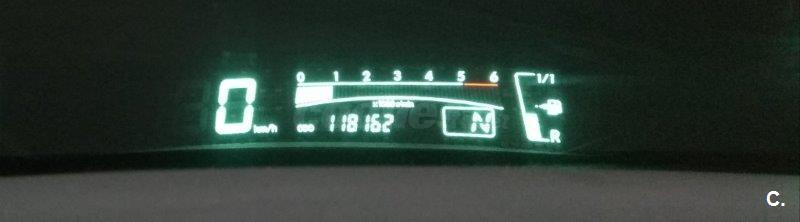 0 1 2 3 4 5 6 1/1
0 km/h
x1000r/min
ODO 118162 N R
C.